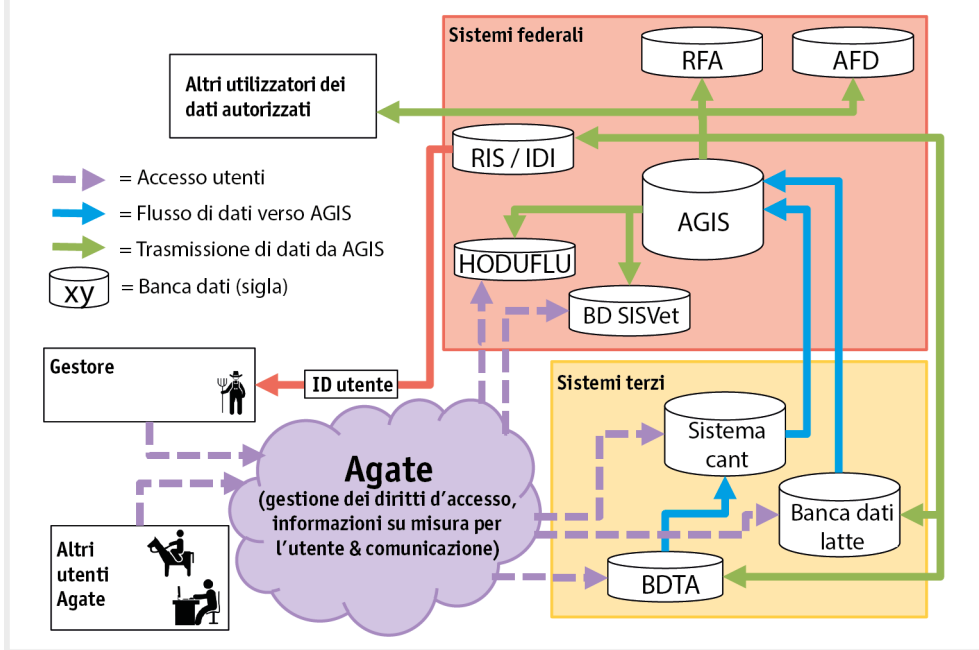 Sistemi federali
RFA
AFD
Altri utilizzatori dei
dati autorizzati
RIS / IDI
= Accesso utenti
= Flusso di dati verso AGIS
= Trasmissione di dati da AGIS
xy
= Banca dati (sigla)
AGIS
HODUFLU
BD SISVet
Gestore
ID utente
Sistemi terzi
Sistema
cant
Agate
(gestione dei diritti d'accesso,
informazioni su misura per
l'utente & comunicazione)
Banca dati
latte
Altri
utenti
Agate
BDTA